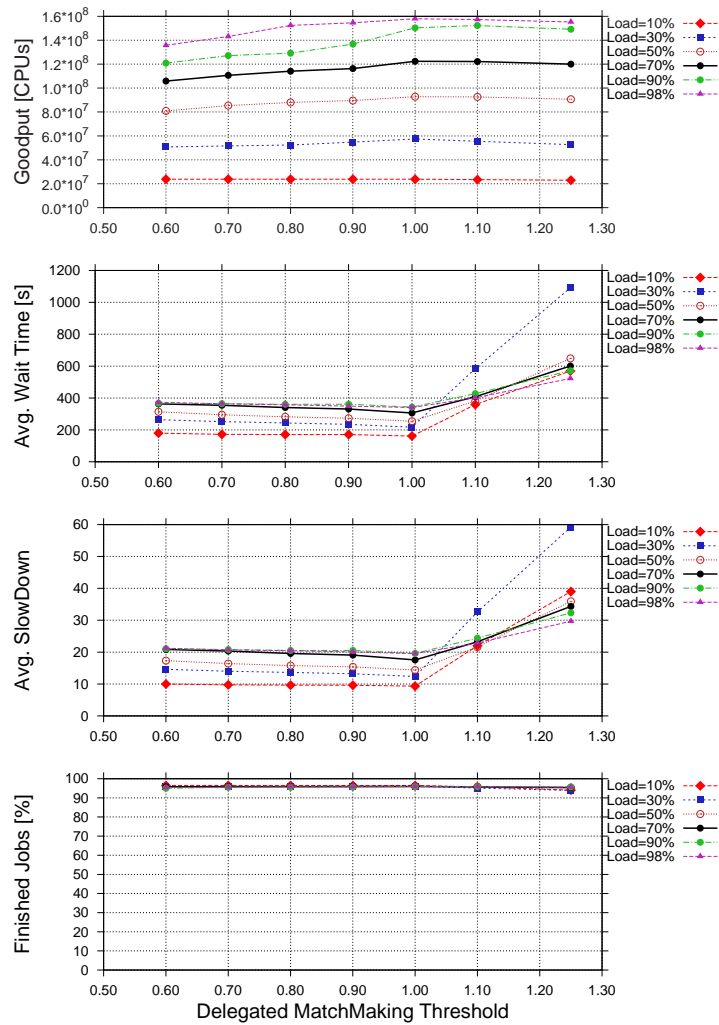 Goodput [CPUs]
1.6*10^8
1.4*10^8
1.2*10^8
1.0*10^8
8.0*10^7
6.0*10^7
4.0*10^7
2.0*10^7
0.0*10^0
0.50 0.60 0.70 0.80 0.90 1.00 1.10 1.20 1.30
Load=10%
Load=30%
Load=50%
Load=70%
Load=90%
Load=98%
Avg. Wait Time [s]
1200
1000
800
600
400
200
0
0.50 0.60 0.70 0.80 0.90 1.00 1.10 1.20 1.30
Load=10%
Load=30%
Load=50%
Load=70%
Load=90%
Load=98%
Avg. SlowDown
60
50
40
30
20
10
0
0.50 0.60 0.70 0.80 0.90 1.00 1.10 1.20 1.30
Load=10%
Load=30%
Load=50%
Load=70%
Load=90%
Load=98%
Finished Jobs [%]
100
90
80
70
60
50
40
30
20
10
0
0.50 0.60 0.70 0.80 0.90 1.00 1.10 1.20 1.30
Load=10%
Load=30%
Load=50%
Load=70%
Load=90%
Load=98%
Delegated MatchMaking Threshold